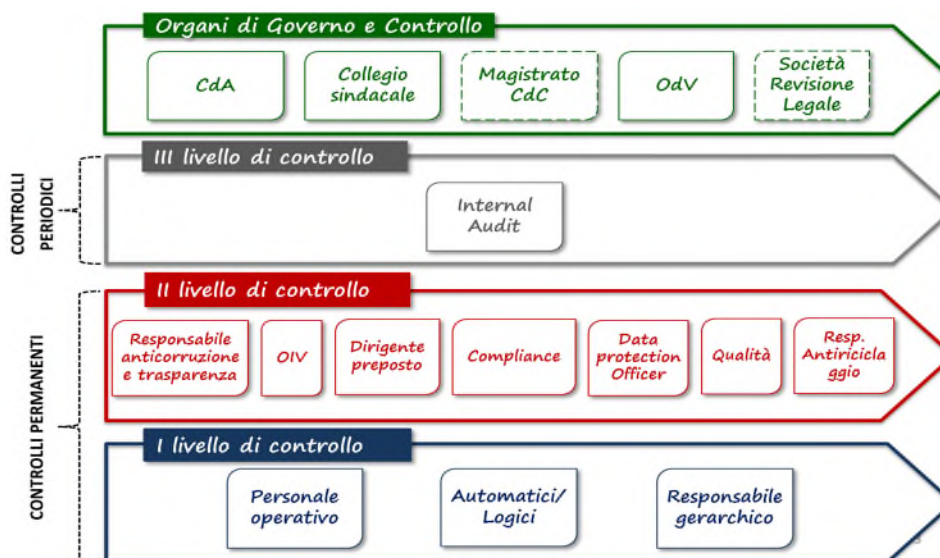 Organi di Governo e Controllo
CdA
Collegio
sindacale
Magistrato
CdC
OdV
Società
Revisione
Legale
CONTROLLI
PERIODICI
III livello di controllo
Internal
Audit
CONTROLLI PERMANENTI
II livello di controllo
Responsabile
anticorruzione
e trasparenza
OIV
Dirigente
preposto
Compliance
Data
protection
Officer
Qualità
Resp.
Antiricicla
ggio
I livello di controllo
Personale
operativo
Automatici/
Logici
Responsabile
gerarchico